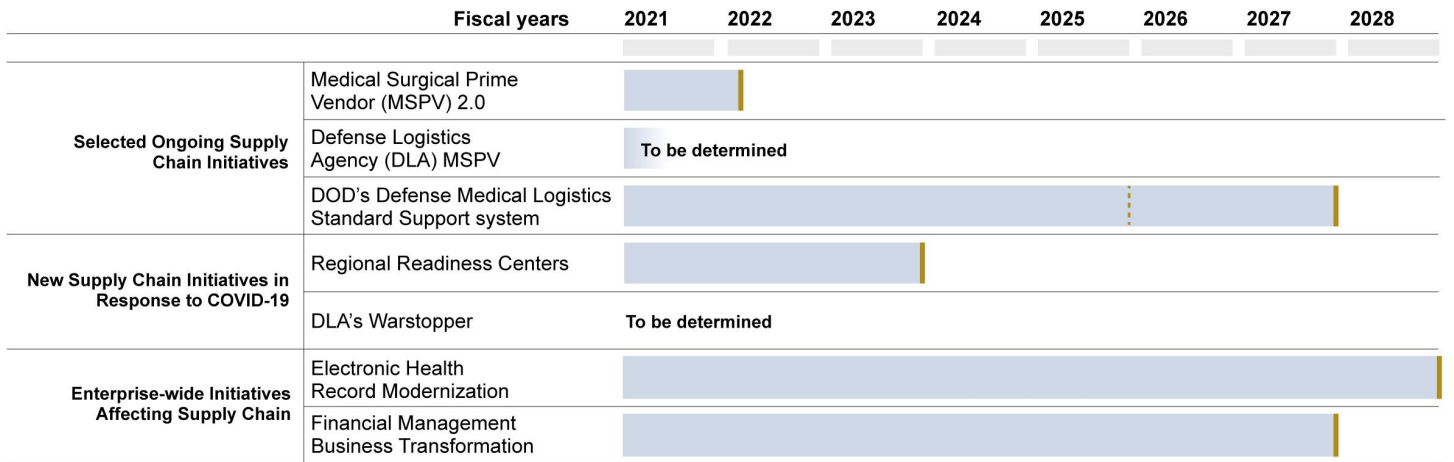 Fiscal years 2021 2022 2023 2024 2025 2026 2027 2028
Selected Ongoing Supply
Chain Initiatives
Medical Surgical Prime
Vendor (MSPV) 2.0
Defense Logistics
Agency (DLA) MSPV
To be determined
DOD’s Defense Medical Logistics
Standard Support system
New Supply Chain Initiatives in
Response to COVID-19
Regional Readiness Centers
DLA’s Warstopper
To be determined
Enterprise-wide Initiatives
Affecting Supply Chain
Electronic Health
Record Modernization
Financial Management
Business Transformation